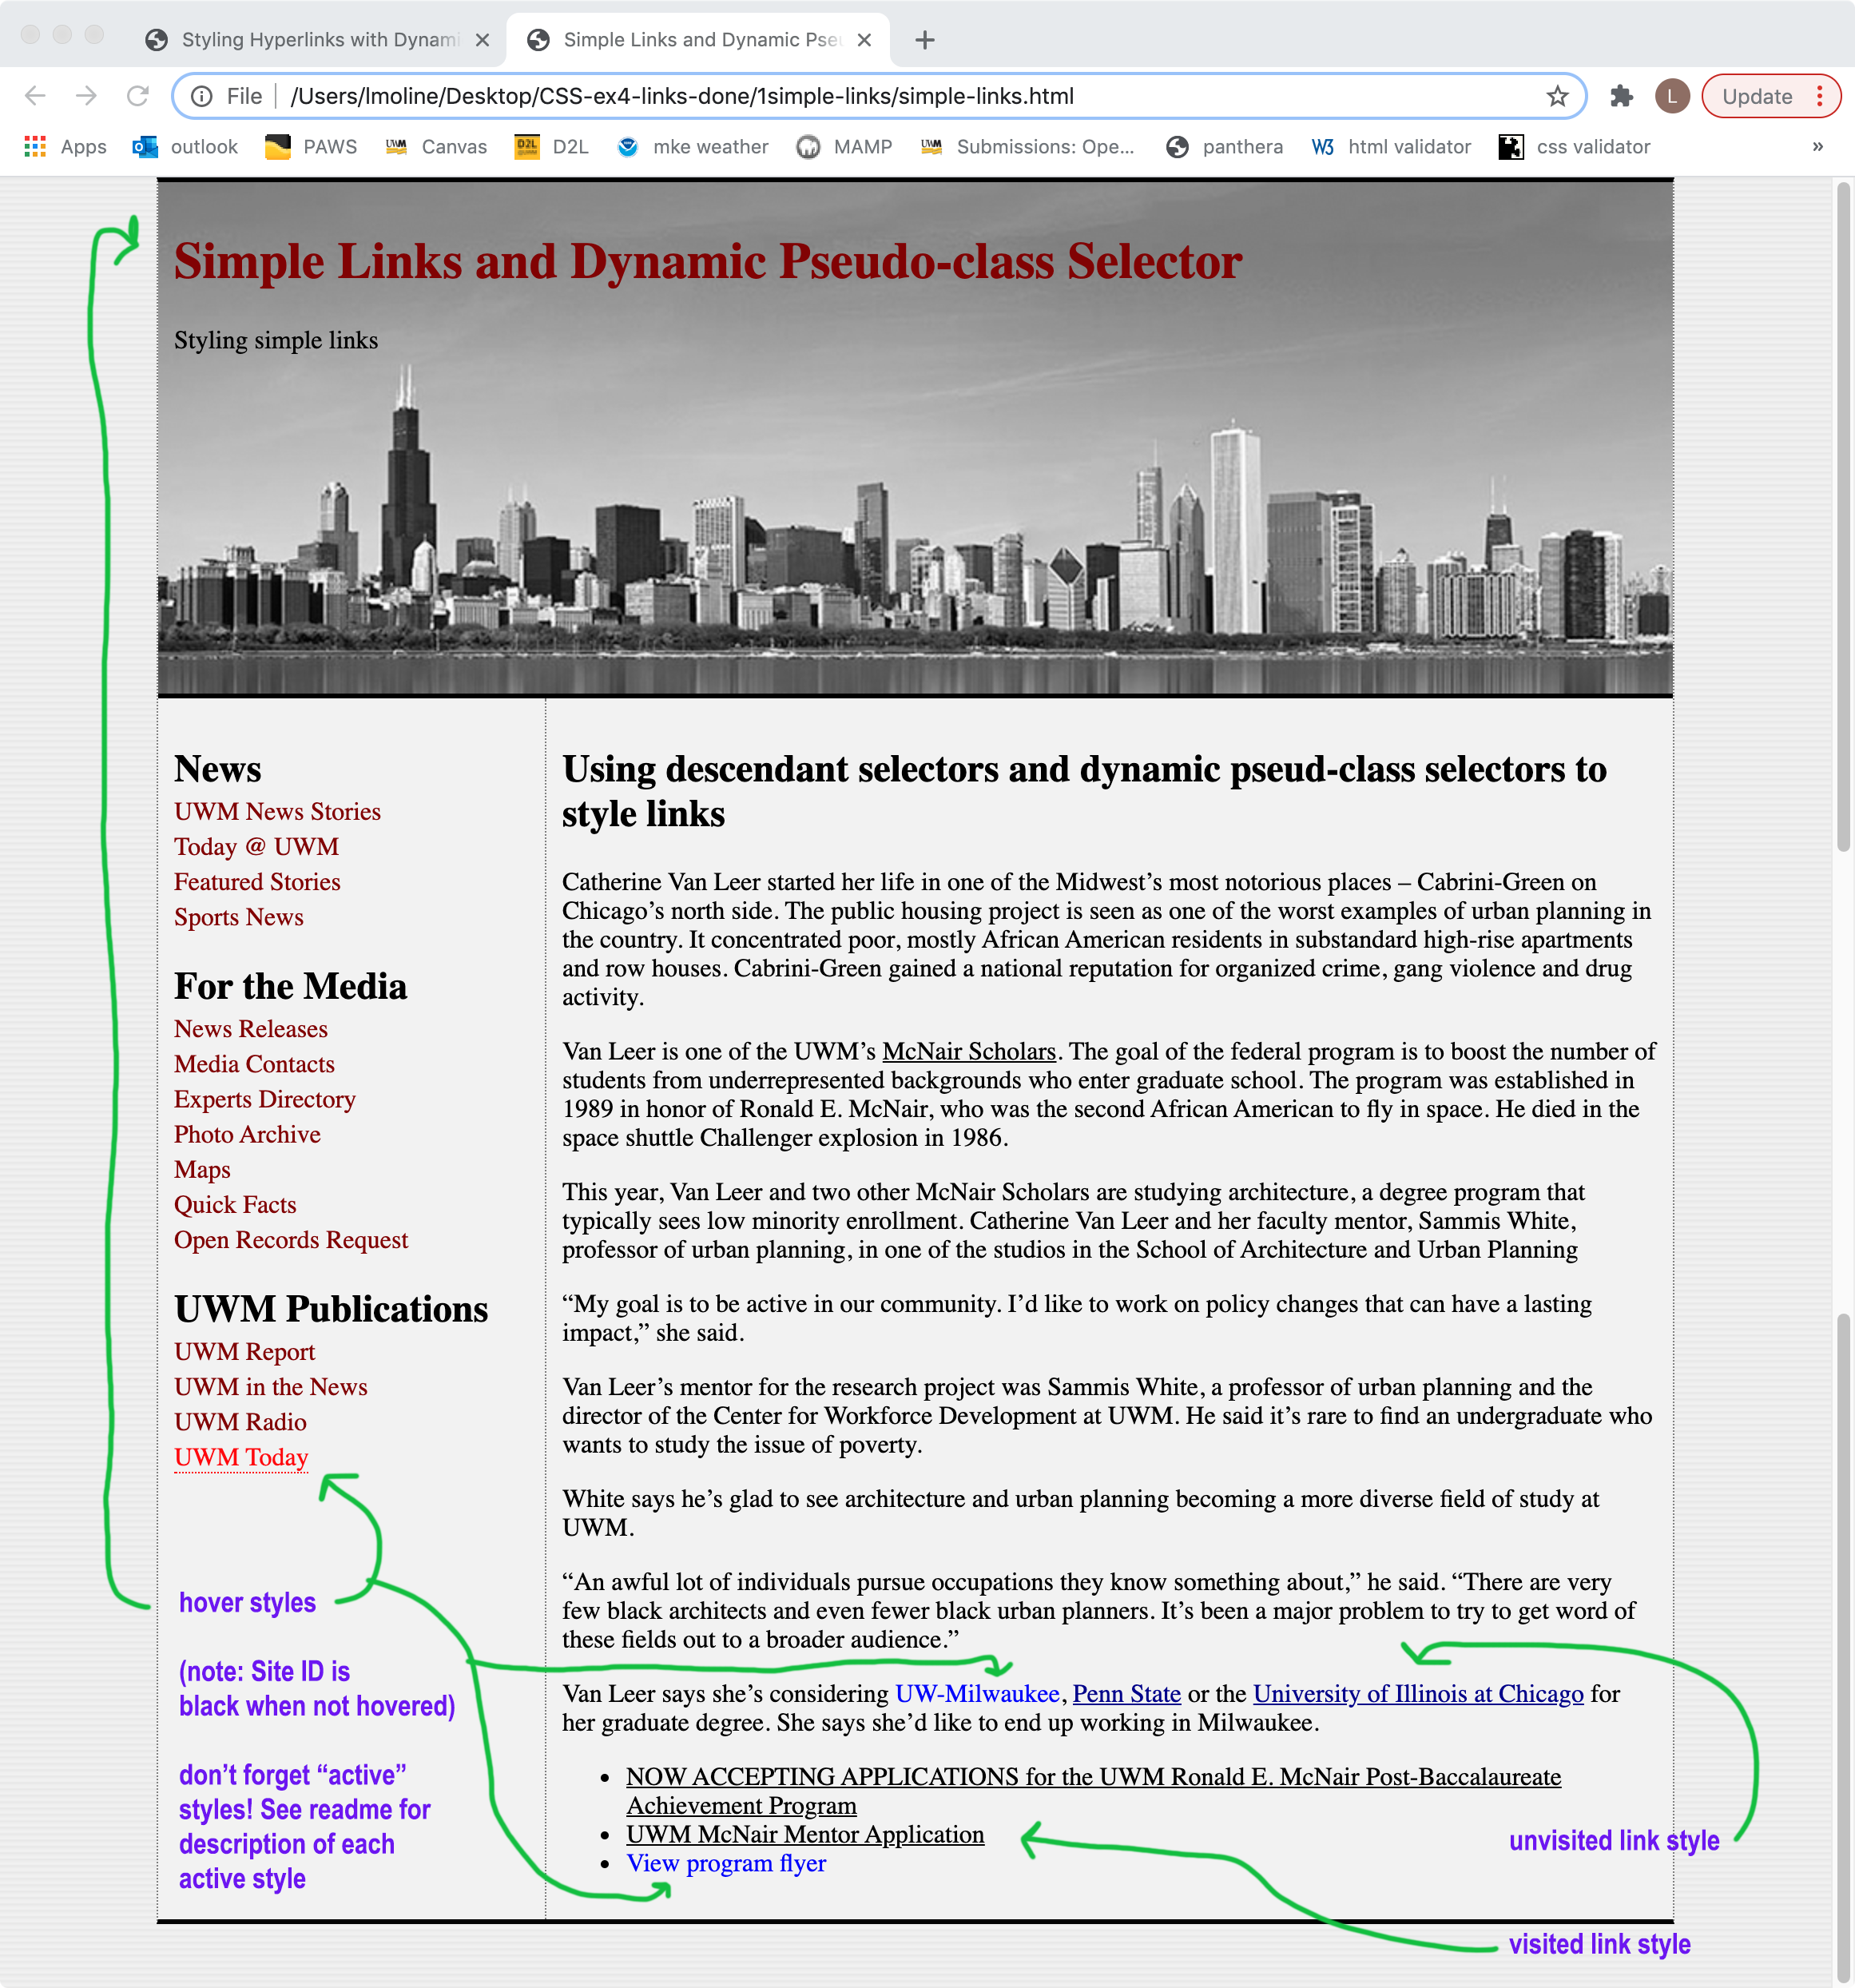 Styling Hyperlinks with Dynami
Simple Links and Dynamic Pseu
File /Users/lmoline/Desktop/CSS-ex4-links-done/1simple-links/simple-links.html
L
Update
Apps outlook PAWS UWM Canvas D2L D2L mke weather MAMP UWM Submissions: Ope... panthera W3 html validator css validator »
Simple Links and Dynamic Pseudo-class Selector
Styling simple links
News
UWM News Stories
Today @ UWM
Featured Stories
Sports News
For the Media
News Releases
Media Contacts
Experts Directory
Photo Archive
Maps
Quick Facts
Open Records Request
UWM Publications
UWM Report
UWM in the News
UWM Radio
UWM Today
hover styles
(note: Site ID is
black when not hovered)
don’t forget “active”
styles! See readme for
description of each
active style
Using descendant selectors and dynamic pseud-class selectors to
style links
Catherine Van Leer started her life in one of the Midwest’s most notorious places – Cabrini-Green on
Chicago’s north side. The public housing project is seen as one of the worst examples of urban planning in
the country. It concentrated poor, mostly African American residents in substandard high-rise apartments
and row houses. Cabrini-Green gained a national reputation for organized crime, gang violence and drug
activity.
Van Leer is one of the UWM’s McNair Scholars. The goal of the federal program is to boost the number of
students from underrepresented backgrounds who enter graduate school. The program was established in
1989 in honor of Ronald E. McNair, who was the second African American to fly in space. He died in the
space shuttle Challenger explosion in 1986.
This year, Van Leer and two other McNair Scholars are studying architecture, a degree program that
typically sees low minority enrollment. Catherine Van Leer and her faculty mentor, Sammis White,
professor of urban planning, in one of the studios in the School of Architecture and Urban Planning
“My goal is to be active in our community. I’d like to work on policy changes that can have a lasting
impact,” she said.
Van Leer’s mentor for the research project was Sammis White, a professor of urban planning and the
director of the Center for Workforce Development at UWM. He said it’s rare to find an undergraduate who
wants to study the issue of poverty.
White says he’s glad to see architecture and urban planning becoming a more diverse field of study at
UWM.
“An awful lot of individuals pursue occupations they know something about,” he said. “There are very
few black architects and even fewer black urban planners. It’s been a major problem to try to get word of
these fields out to a broader audience.”
Van Leer says she’s considering UW-Milwaukee, Penn State or the University of Illinois at Chicago for
her graduate degree. She says she’d like to end up working in Milwaukee.
• NOW ACCEPTING APPLICATIONS for the UWM Ronald E. McNair Post-Baccalaureate
Achievement Program
• UWM McNair Mentor Application
• View program flyer
unvisited link style
visited link style